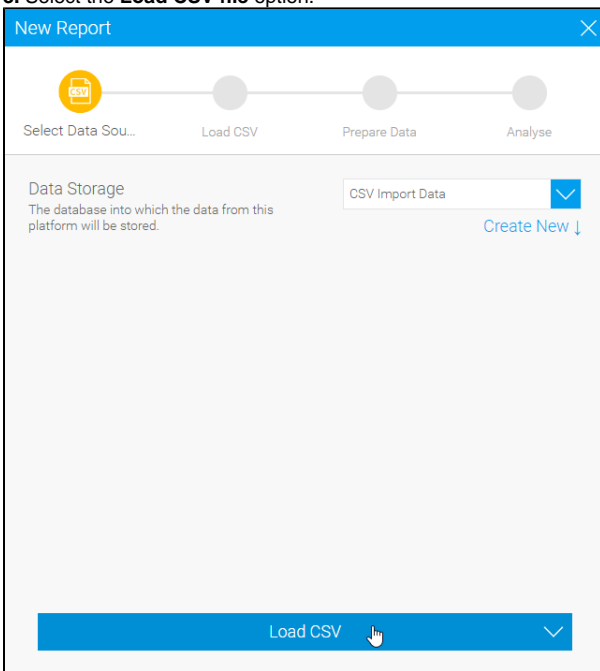 Select the Load CSV file option.
New Report
CSV
Select Data Sou...
Load CSV
Prepare Data
Analyse
Data Storage
CSV Import Data
The database into which the data from this
platform will be stored.
Create New ↓
Load CSV